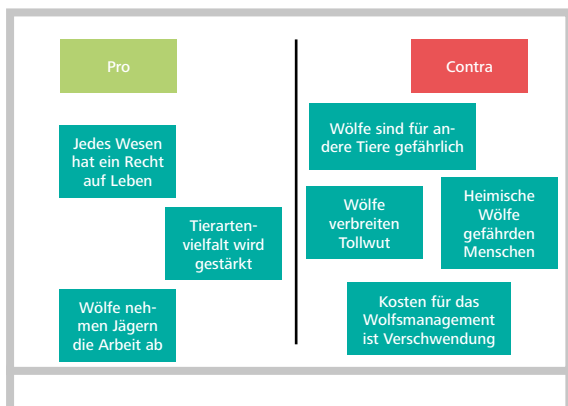 Pro
Jedes Wesen
hat ein Recht
auf Leben
Tierarten-
vielfalt wird
gestärkt
Wölfe neh-
men Jägern
die Arbeit ab
Contra
Wölfe sind für an-
dere Tiere gefährlich
Wölfe
verbreiten
Tollwut
Heimische
Wölfe
gefährden
Menschen
Kosten für das
Wolfsmanagement
ist Verschwendung